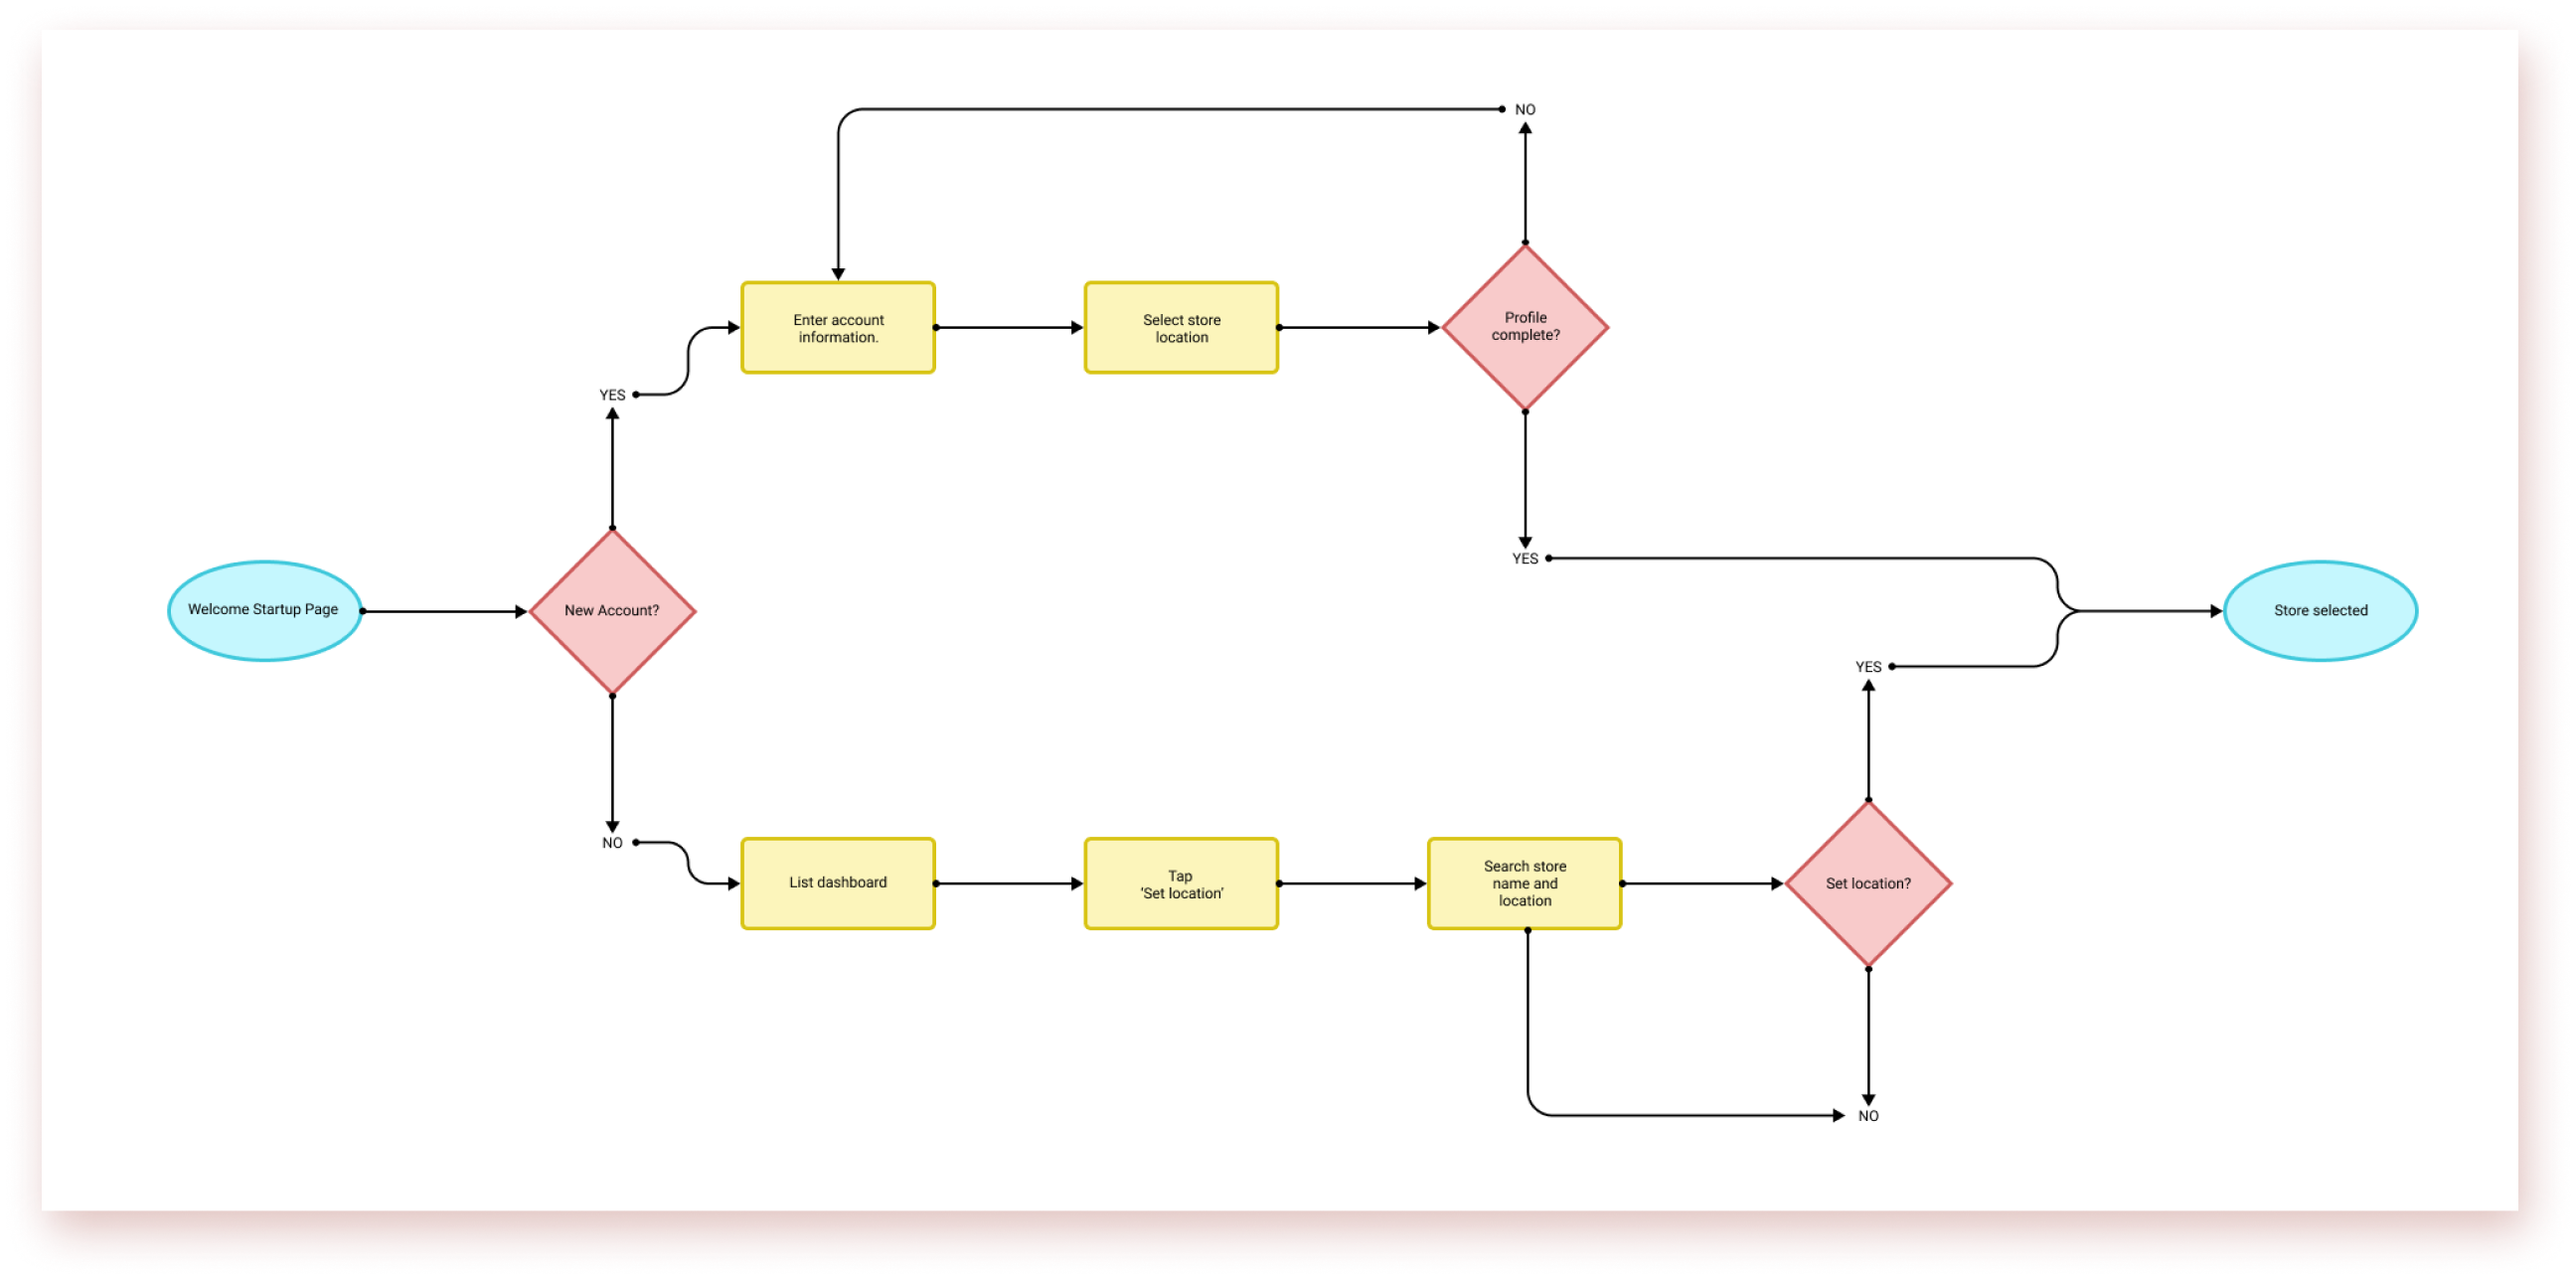 NO
Enter account
information.
Select store
location
Profile
complete?
YES
YES
Welcome Startup Page
New Account?
Store selected
YES
NO
List dashboard
Tap
‘Set location’
Search store
name and
location
Set location?
NO